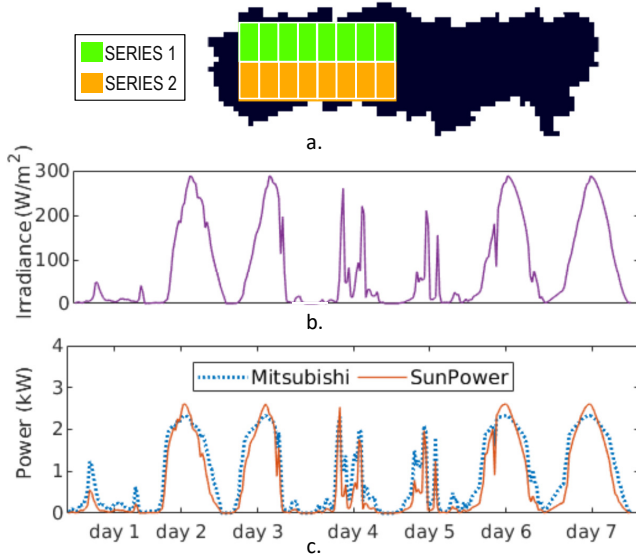 SERIES 1
SERIES 2
a.
Irradiance (W/m²)
300
200
100
0
b.
Power (kW)
4
3
2
1
0
Mitsubishi
SunPower
day 1 day 2 day 3 day 4 day 5 day 6 day 7
c.